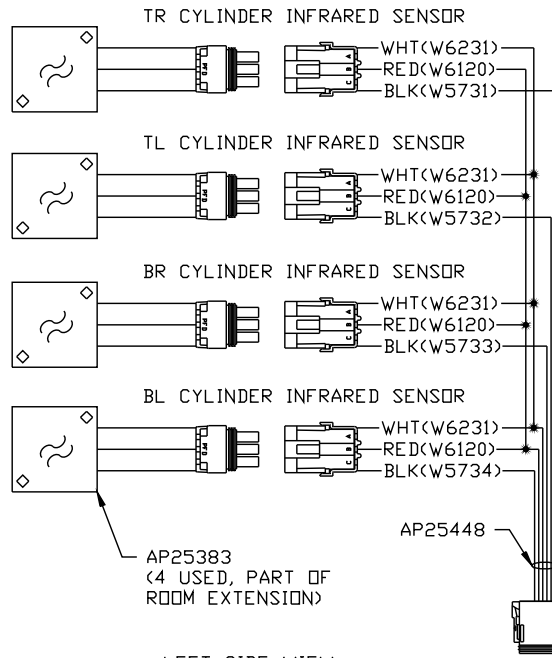 TR CYLINDER INFRARED SENSOR
WHT(W6231)
A
RED(W6120)
B
BLK(W5731)
C
TL CYLINDER INFRARED SENSOR
WHT(W6231)
A
RED(W6120)
B
BLK(W5732)
C
BR CYLINDER INFRARED SENSOR
WHT(W6231)
A
RED(W6120)
B
BLK(W5733)
C
BL CYLINDER INFRARED SENSOR
WHT(W6231)
A
RED(W6120)
B
BLK(W5734)
C
AP25448
AP25383
(4 USED, PART OF
ROOM EXTENSION)